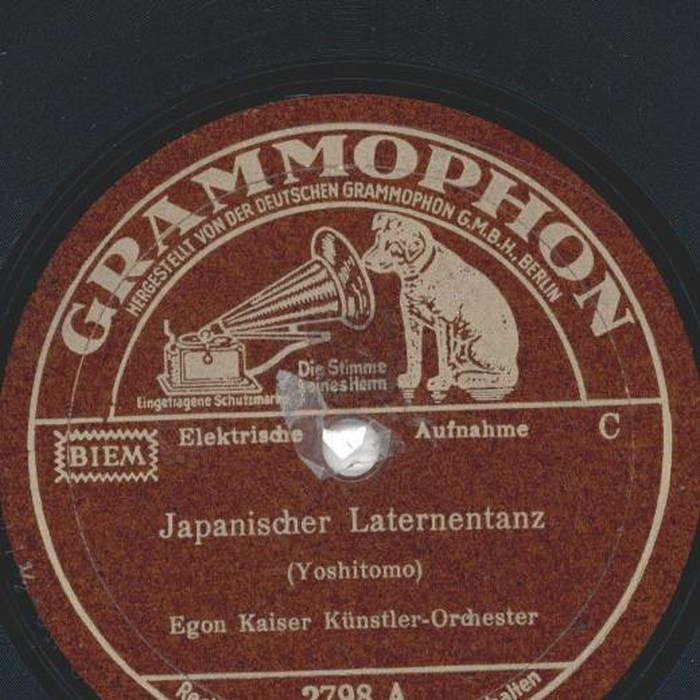 GRAMMOPHON
HERGESTELLT VON DER DEUTSCHEN GRAMMOPHON G.M.B.H., BERLIN
Die Stimme
seines Herrn
Eingetragene Schutzmarke
Elektrische Aufnahme C
BIEM
Japanischer Laternentanz
(Yoshitomo)
Egon Kaiser Künstler-Orchester
2798 A